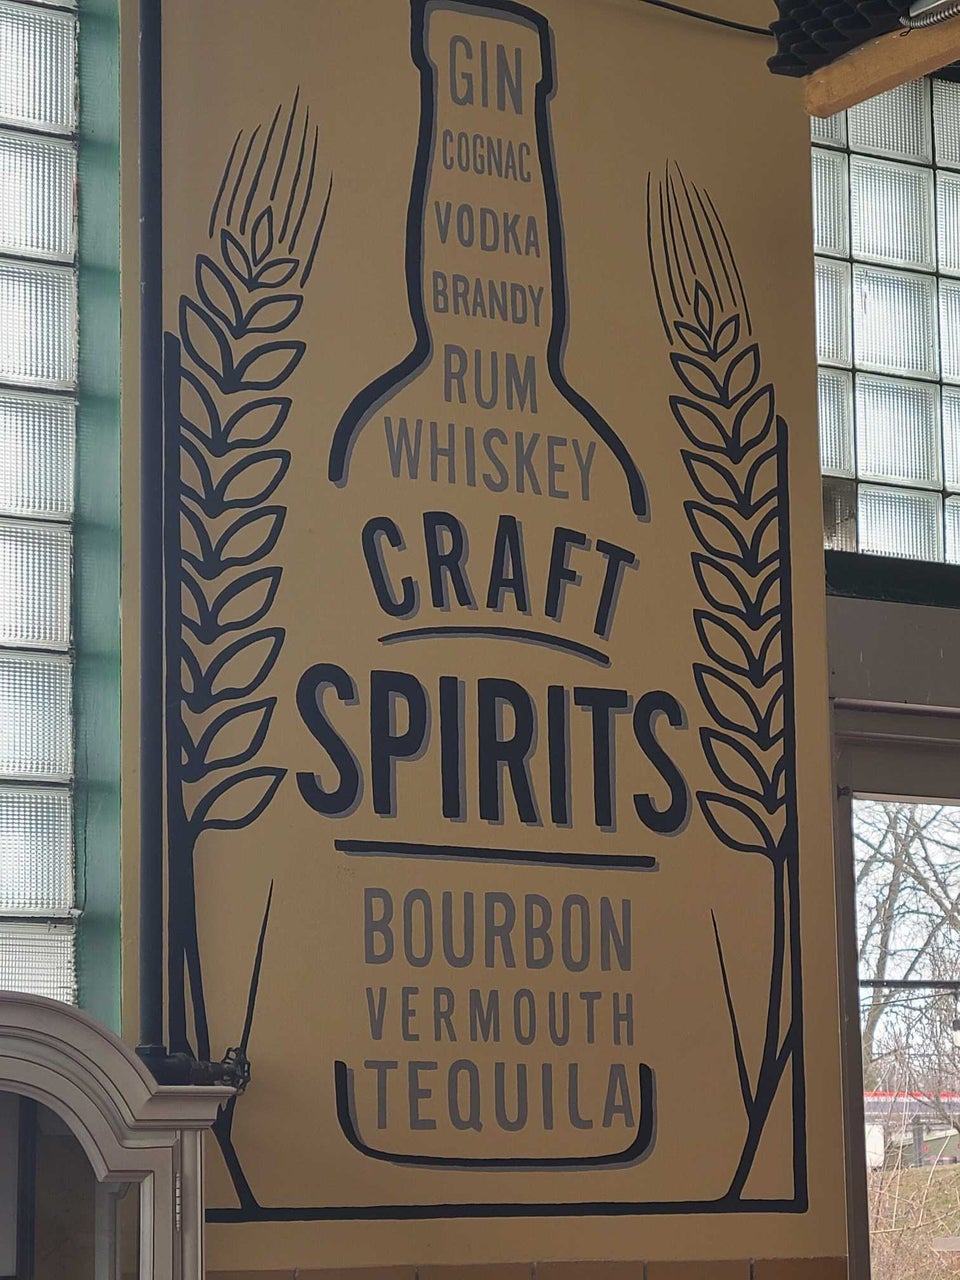 GIN
COGNAC
VODKA
BRANDY
RUM
WHISKEY
CRAFT
SPIRITS
BOURBON
VERMOUTH
TEQUILA